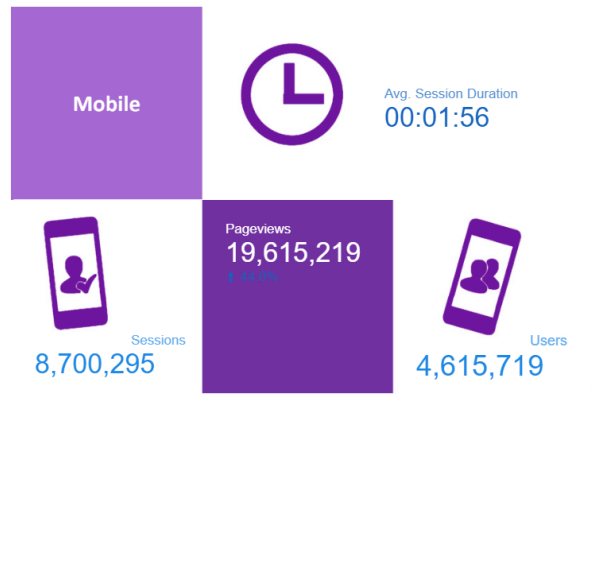 Mobile
Avg. Session Duration
00:01:56
Pageviews
19,615,219
Sessions
8,700,295
Users
4,615,719